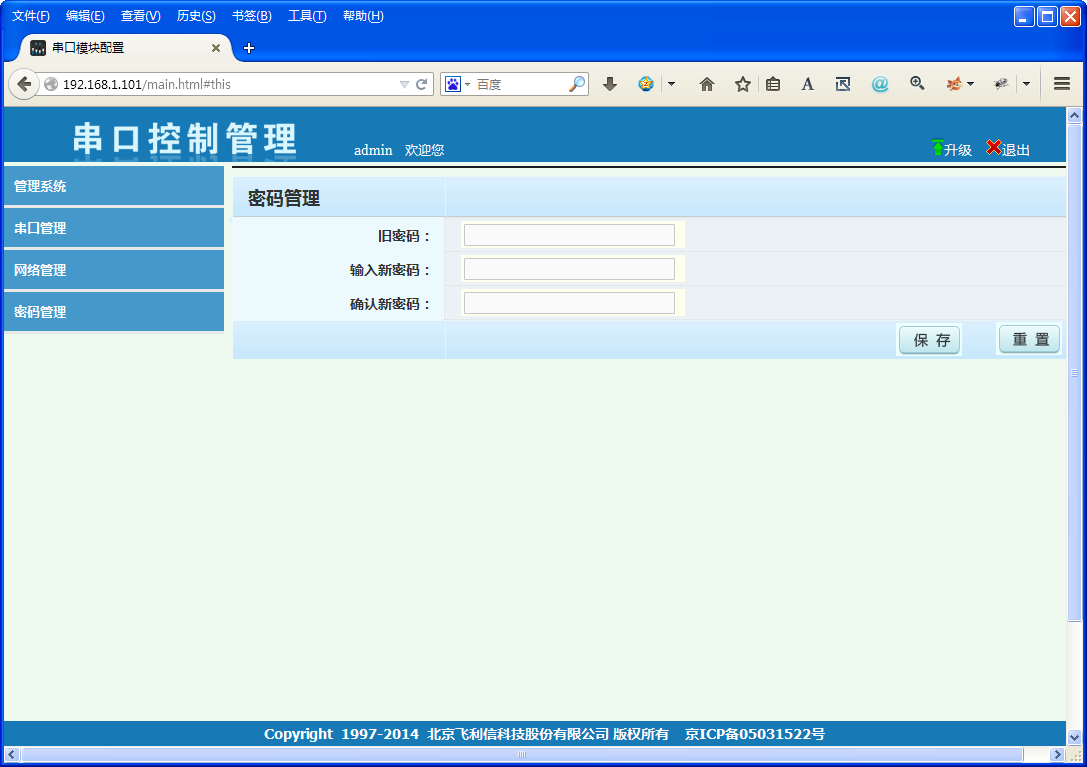 文件(F) 编辑(E) 查看(V) 历史(S) 书签(B) 工具(T) 帮助(H)
串口模块配置
192.168.1.101/main.html#this 百度
串口控制管理 admin 欢迎您 升级 退出
管理系统
串口管理
网络管理
密码管理
密码管理
旧密码：
输入新密码：
确认新密码：
保 存 重 置
Copyright 1997-2014 北京飞利信科技股份有限公司 版权所有 京ICP备05031522号